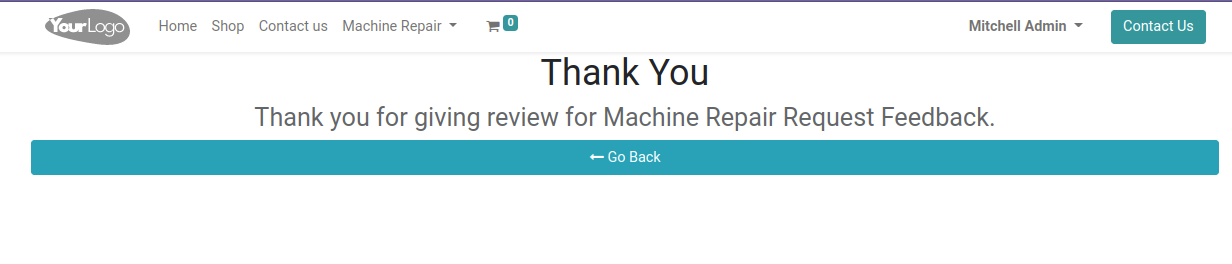 YourLogo Home Shop Contact us Machine Repair 0 Mitchell Admin Contact Us
Thank You
Thank you for giving review for Machine Repair Request Feedback.
Go Back